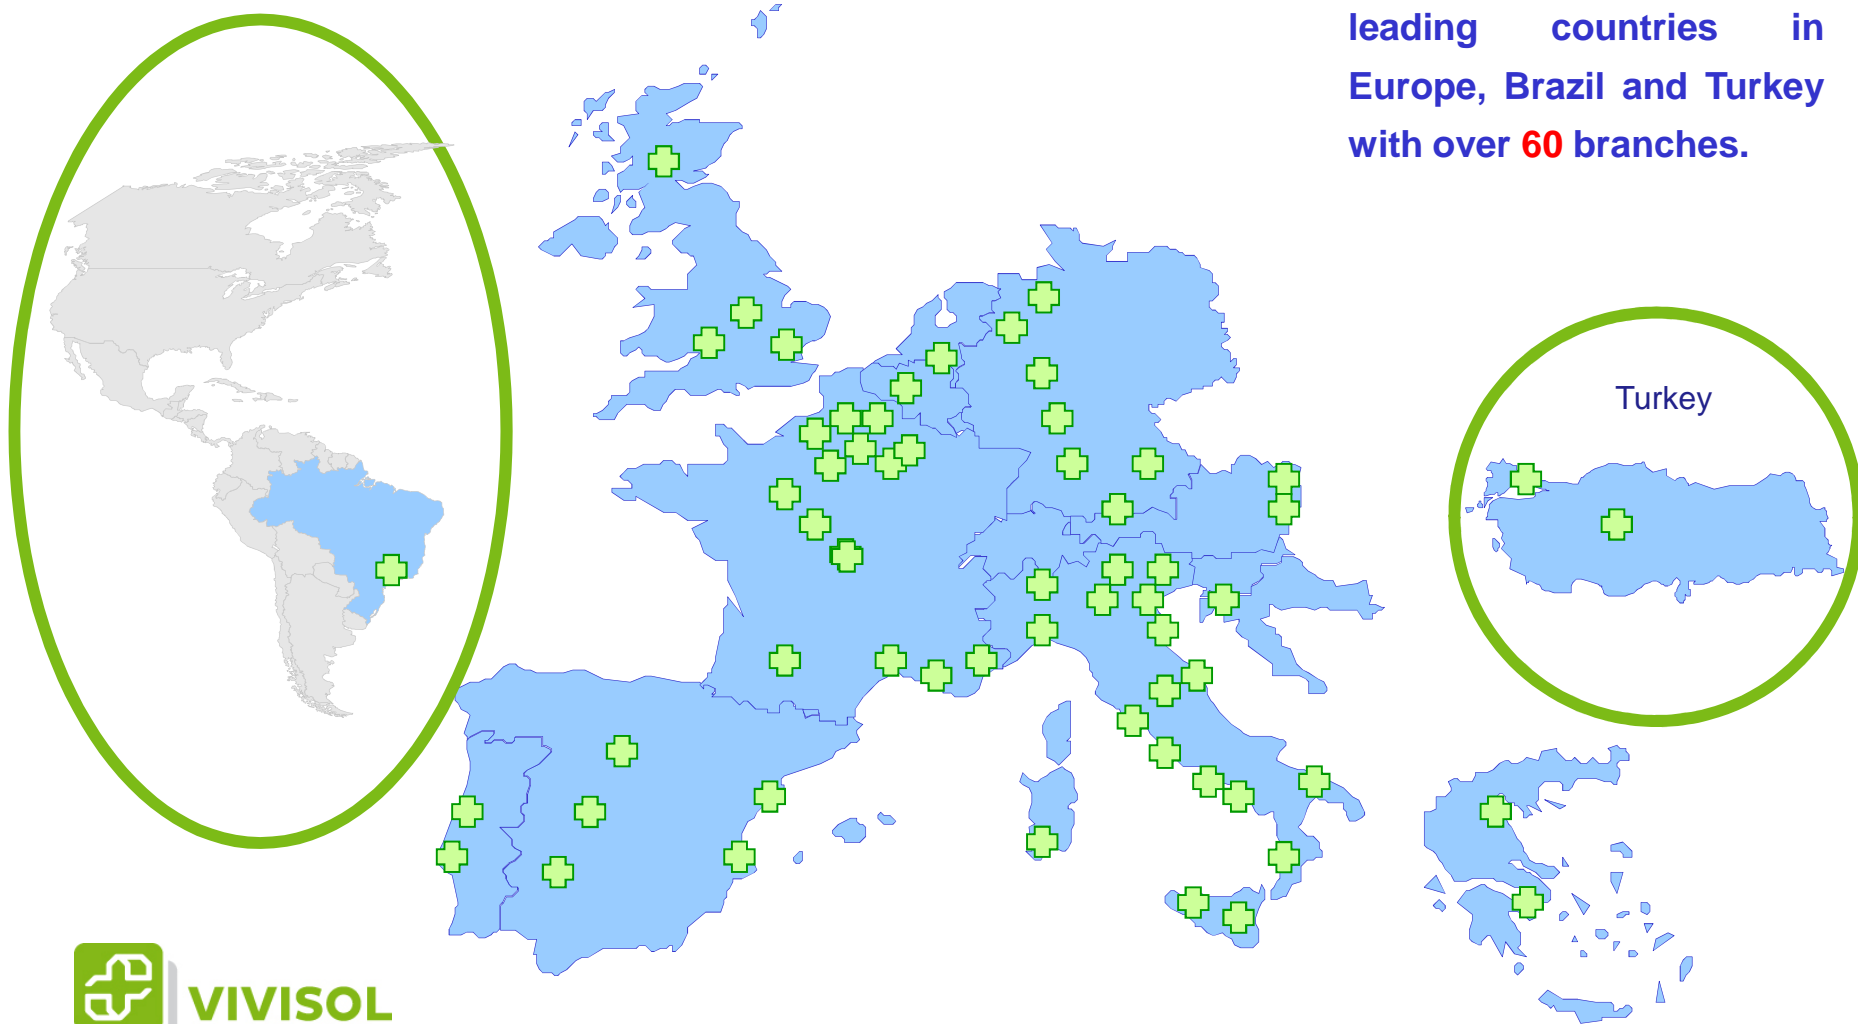 leading countries in
Europe, Brazil and Turkey
with over 60 branches.
Turkey
VIVISOL